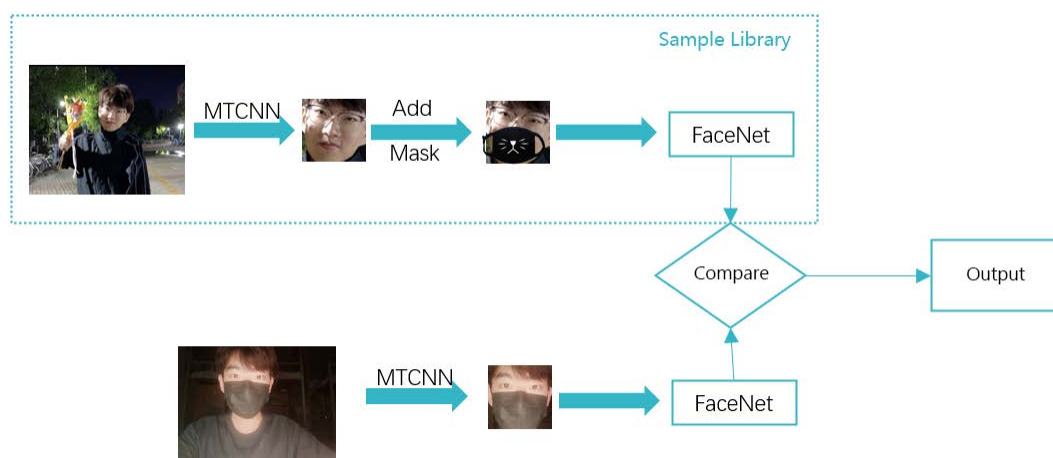 Sample Library
MTCNN
Add
Mask
FaceNet
Compare
Output
MTCNN
FaceNet